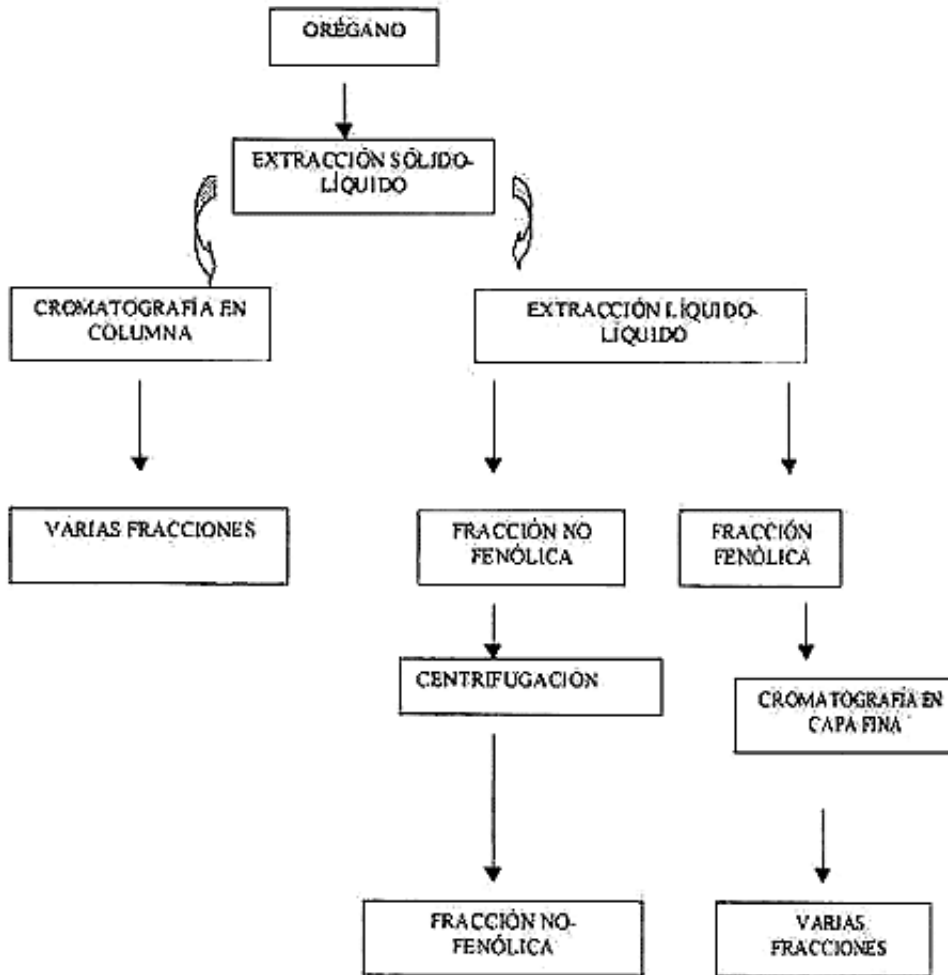 ORÉGANO
EXTRACCIÓN SÓLIDO-
LÍQUIDO
CROMATOGRAFÍA EN
COLUMNA
EXTRACCIÓN LÍQUIDO-
LÍQUIDO
VARIAS FRACCIONES
FRACCIÓN NO
FENÓLICA
FRACCIÓN
FENÓLICA
CENTRIFUGACIÓN
CROMATOGRAFÍA EN
CAPA FINA
FRACCIÓN NO-
FENÓLICA
VARIAS
FRACCIONES